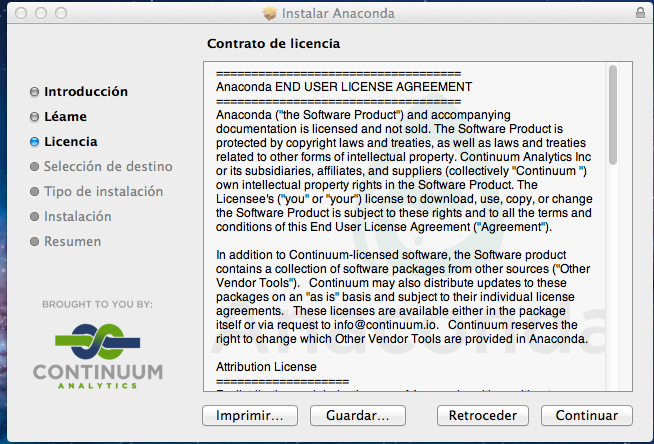 Instalar Anaconda
Contrato de licencia
Introducción
Léame
Licencia
Selección de destino
Tipo de instalación
Instalación
Resumen
BROUGHT TO YOU BY:
CONTINUUM
ANALYTICS
===================================
Anaconda END USER LICENSE AGREEMENT
===================================
Anaconda ("the Software Product") and accompanying
documentation is licensed and not sold. The Software Product is
protected by copyright laws and treaties, as well as laws and treaties
related to other forms of intellectual property. Continuum Analytics Inc
or its subsidiaries, affiliates, and suppliers (collectively "Continuum ")
own intellectual property rights in the Software Product. The
Licensee's ("you" or "your") license to download, use, copy, or change
the Software Product is subject to these rights and to all the terms and
conditions of this End User License Agreement ("Agreement").
In addition to Continuum-licensed software, the Software product
contains a collection of software packages from other sources ("Other
Vendor Tools").   Continuum may also distribute updates to these
packages on an "as is" basis and subject to their individual license
agreements.   These licenses are available either in the package
itself or via request to info@continuum.io.   Continuum reserves the
right to change which Other Vendor Tools are provided in Anaconda.
Attribution License
===================
Anaconda
Imprimir...
Guardar...
Retroceder
Continuar